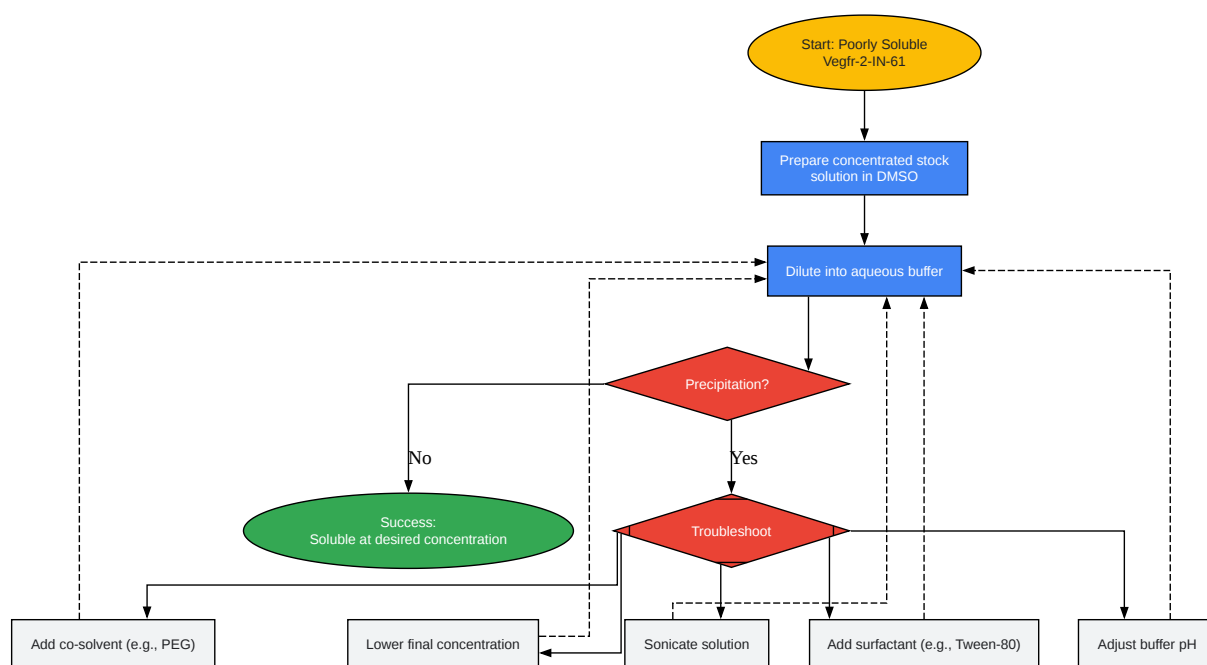 Start: Poorly Soluble
Vegfr-2-IN-61
Prepare concentrated stock
solution in DMSO
Dilute into aqueous buffer
Precipitation?
No
Yes
Success:
Soluble at desired concentration
Troubleshoot
Add co-solvent (e.g., PEG)
Lower final concentration
Sonicate solution
Add surfactant (e.g., Tween-80)
Adjust buffer pH